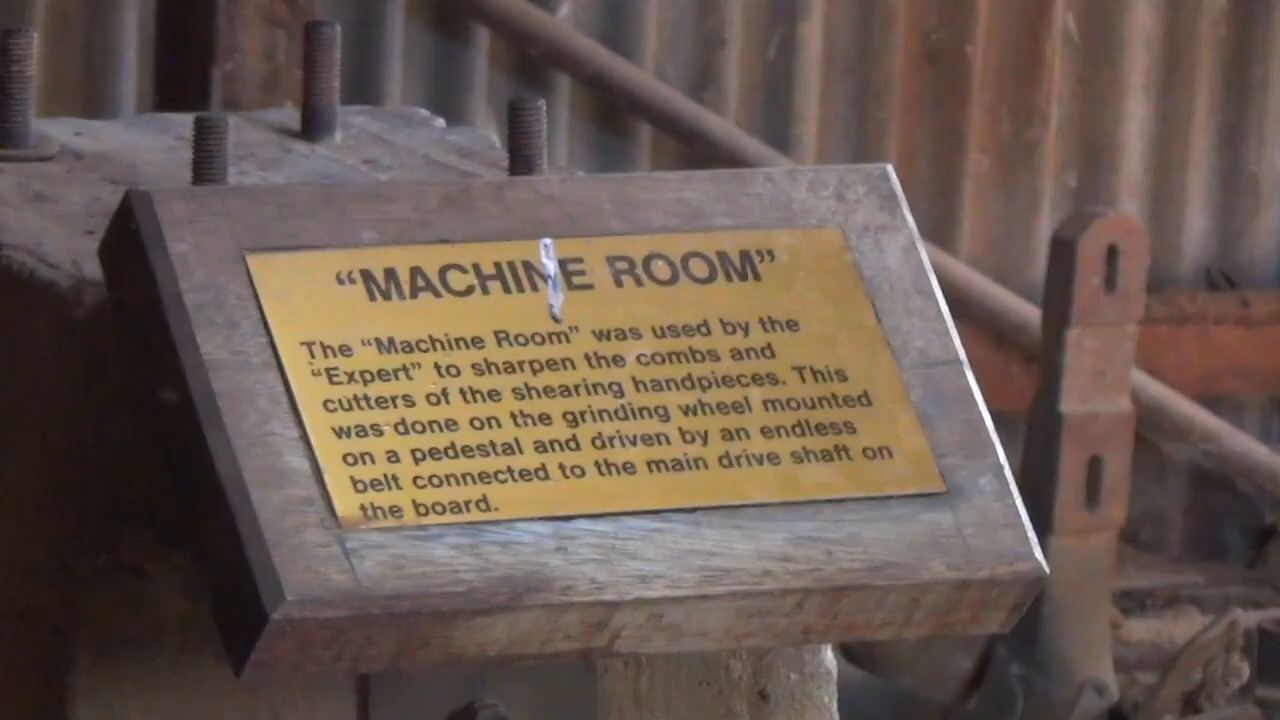 “MACHINE ROOM”
The “Machine Room” was used by the
“Expert” to sharpen the combs and
cutters of the shearing handpieces. This
was done on the grinding wheel mounted
on a pedestal and driven by an endless
belt connected to the main drive shaft on
the board.